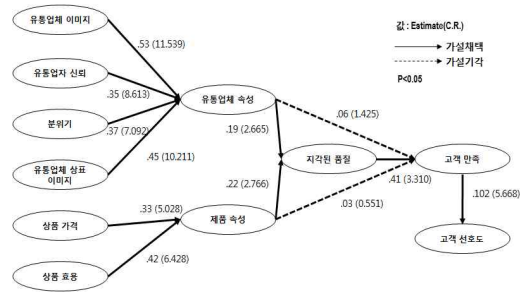 유통업체 이미지
값 : Estimate(C.R.)
가설채택
가설기각
P<0.05
.53 (11.539)
유통업자 신뢰
.35 (8.613)
유통업체 속성
.06 (1.425)
분위기
.37 (7.092)
.19 (2.665)
지각된 품질
고객 만족
유통업체 상표
이미지
.45 (10.211)
.22 (2.766)
.41 (3.310)
.03 (0.551)
.102 (5.668)
상품 가격
.33 (5.028)
제품 속성
고객 선호도
.42 (6.428)
상품 효용